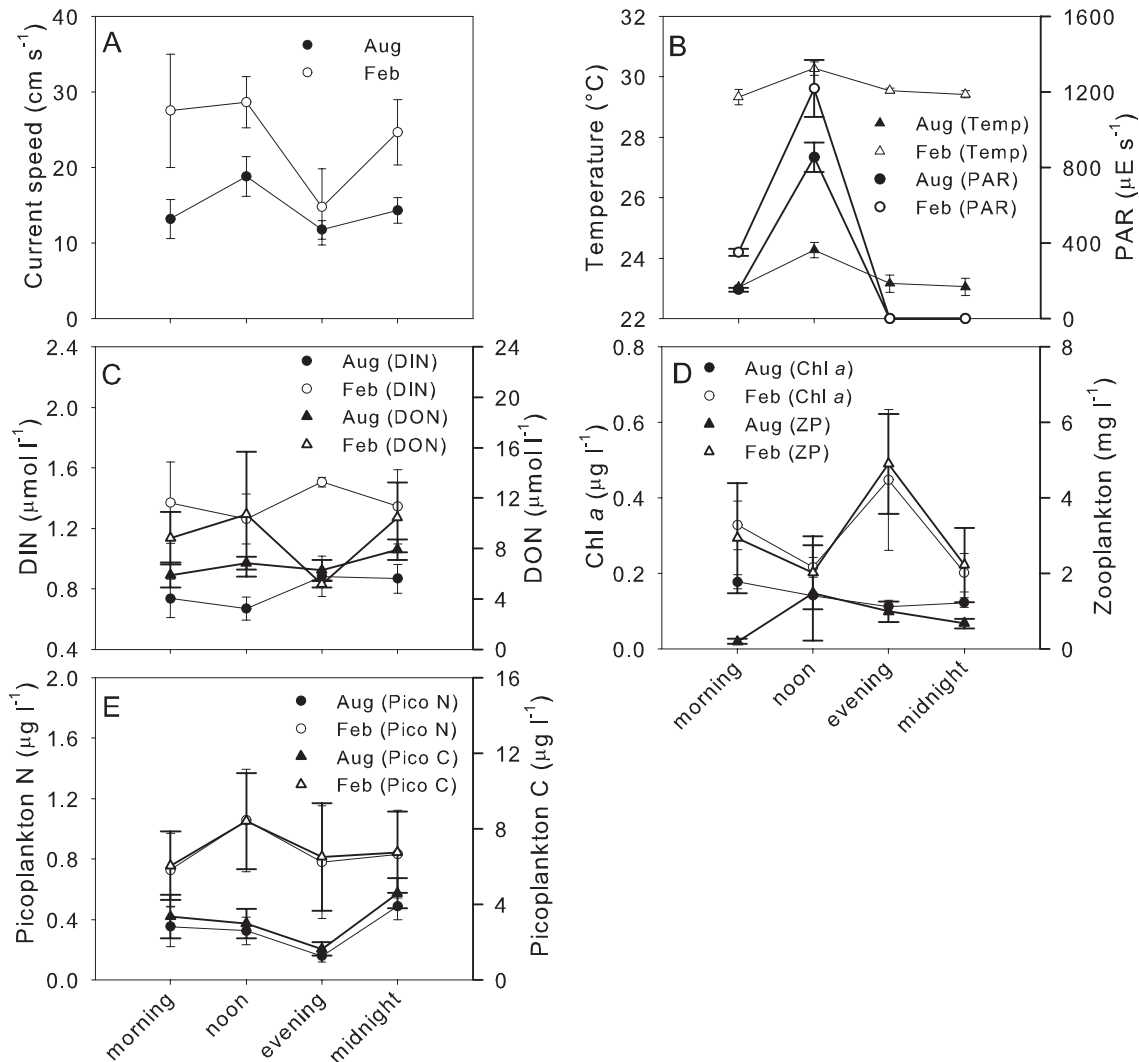 A
Current speed (cm s⁻¹)
40
30
20
10
0
Aug
Feb
B
Temperature (°C)
32
30
28
26
24
22
Aug (Temp)
Feb (Temp)
Aug (PAR)
Feb (PAR)
1600
1200
800
400
0
PAR (μE s⁻¹)
C
DIN (μmol l⁻¹)
2.4
2.0
1.6
1.2
0.8
0.4
Aug (DIN)
Feb (DIN)
Aug (DON)
Feb (DON)
24
20
16
12
8
4
0
DON (μmol l⁻¹)
D
Chl a (μg l⁻¹)
0.8
0.6
0.4
0.2
0.0
Aug (Chl a)
Feb (Chl a)
Aug (ZP)
Feb (ZP)
8
6
4
2
0
Zooplankton (mg l⁻¹)
morning
noon
evening
midnight
E
Picoplankton N (μg l⁻¹)
2.0
1.6
1.2
0.8
0.4
0.0
Aug (Pico N)
Feb (Pico N)
Aug (Pico C)
Feb (Pico C)
16
12
8
4
0
Picoplankton C (μg l⁻¹)
morning
noon
evening
midnight